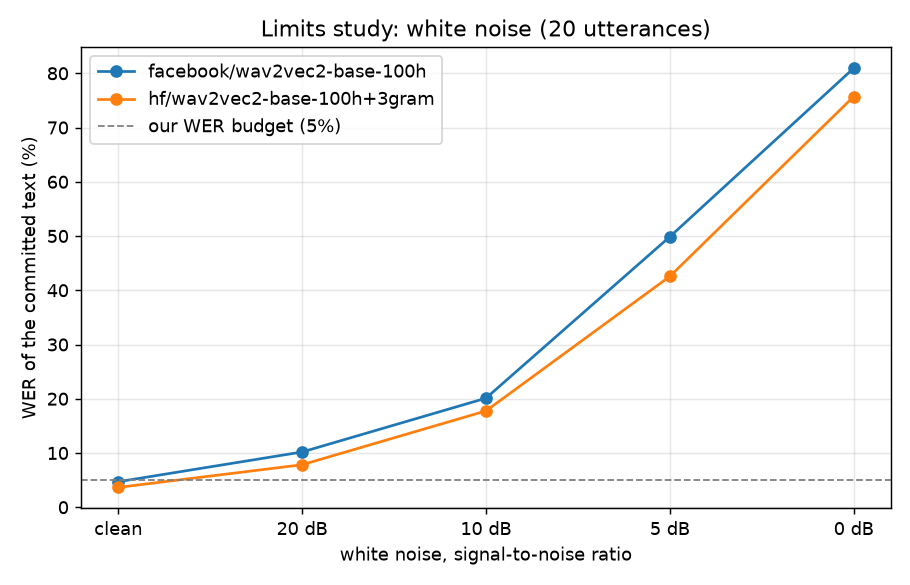 Limits study: white noise (20 utterances)
facebook/wav2vec2-base-100h
hf/wav2vec2-base-100h+3gram
our WER budget (5%)
WER of the committed text (%)
80
70
60
50
40
30
20
10
0
clean 20 dB 10 dB 5 dB 0 dB
white noise, signal-to-noise ratio